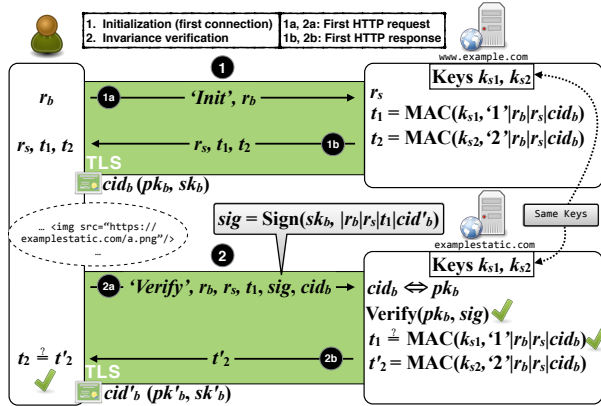 1. Initialization (first connection)
2. Invariance verification
1a, 2a: First HTTP request
1b, 2b: First HTTP response
www.example.com
1
Keys ks1, ks2
rb
1a
‘Init’, rb
rs
t1 = MAC(ks1,‘1’|rb|rs|cidb)
rs, t1, t2
rs, t1, t2
1b
t2 = MAC(ks2,‘2’|rb|rs|cidb)
TLS
cidb (pkb, skb)
... <img src=“https://
examplestatic.com/a.png”/>
...
sig = Sign(skb, |rb|rs|t1|cid'b)
Same Keys
examplestatic.com
2
Keys ks1, ks2
2a
‘Verify’, rb, rs, t1, sig, cidb
cidb ⇔ pkb
Verify(pkb, sig)
t1 ≟ MAC(ks1,‘1’|rb|rs|cidb)
t2 ≟ t'2
t'2
2b
t'2 = MAC(ks2,‘2’|rb|rs|cidb)
TLS
cid'b (pk'b, sk'b)